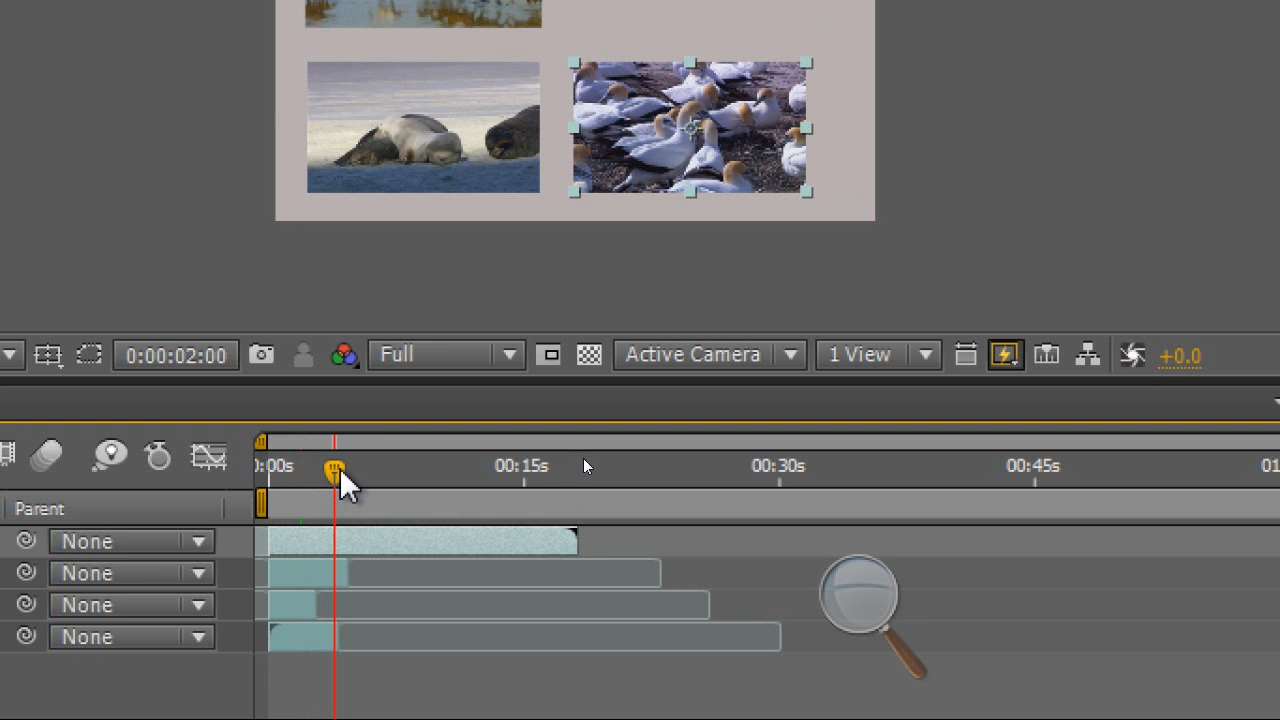 0:00:02:00 Full Active Camera 1 View +0.0
0:00s 00:15s 00:30s 00:45s 01
Parent
None
None
None
None